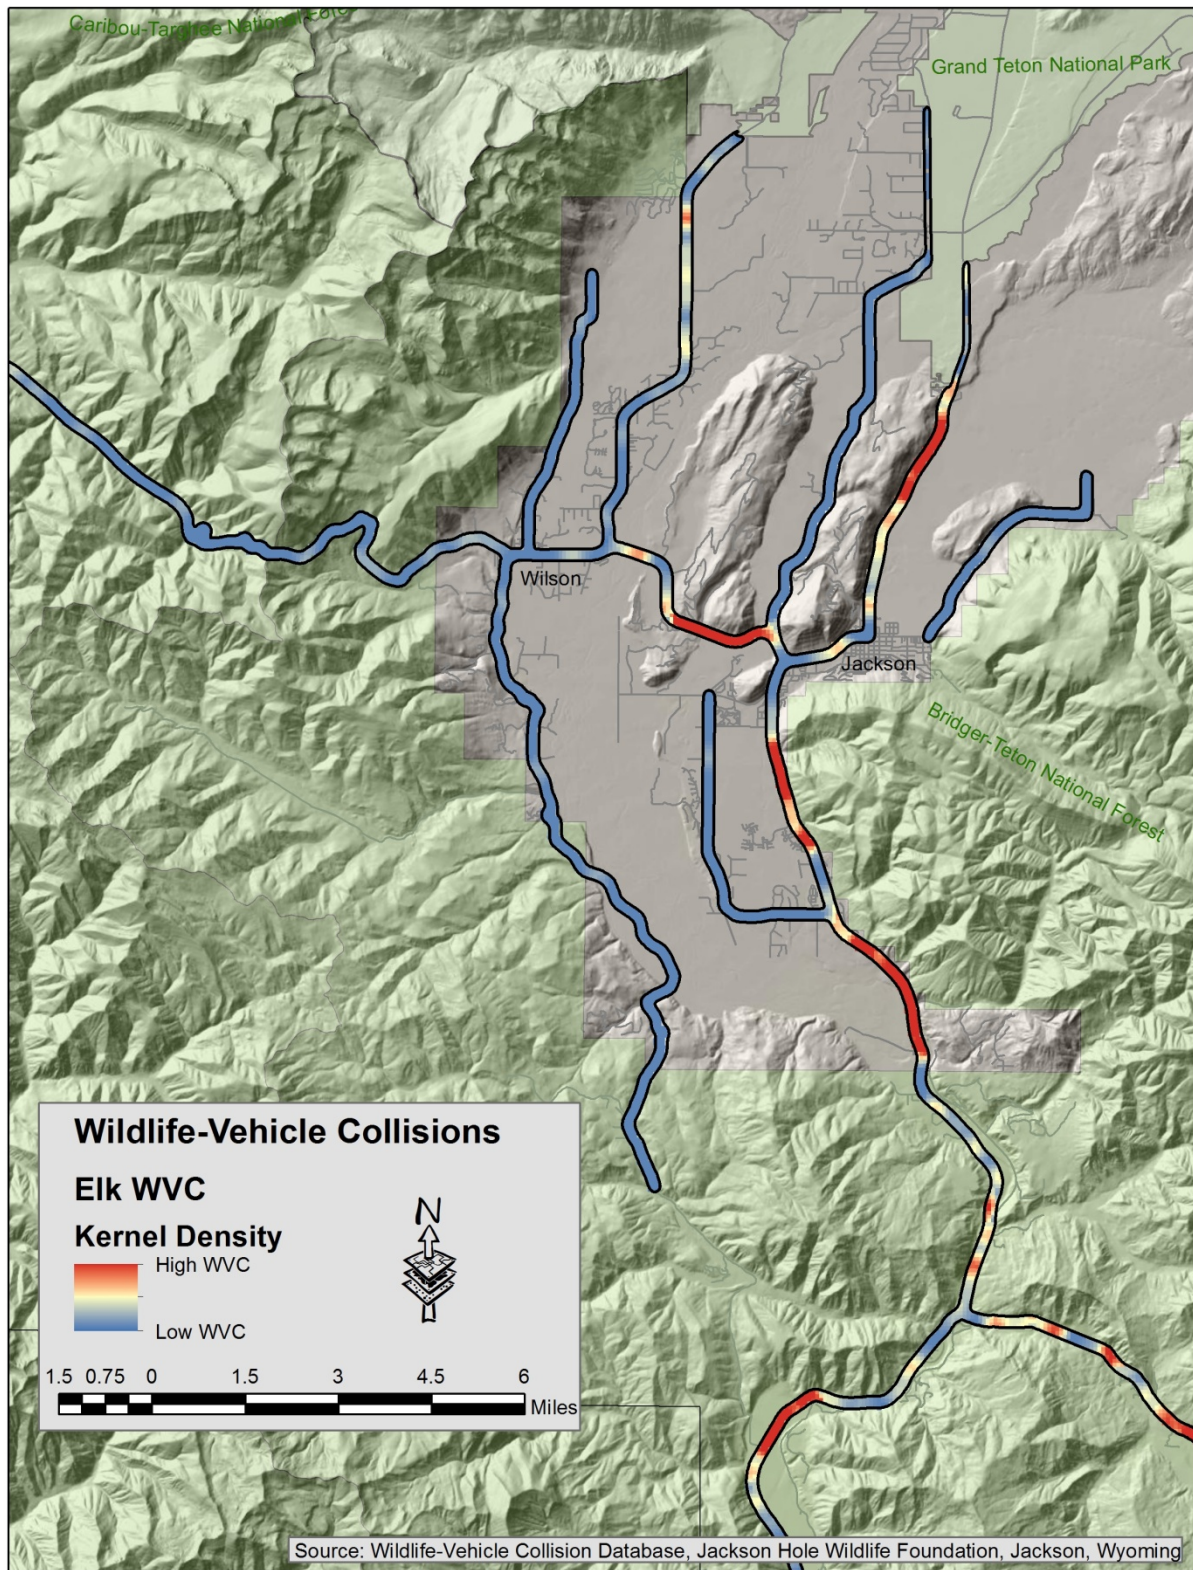 Caribou-Targhee National Fore
Grand Teton National Park
Wilson
Jackson
Bridger-Teton National Forest
Wildlife-Vehicle Collisions
Elk WVC
Kernel Density
High WVC
Low WVC
N
1.5 0.75 0 1.5 3 4.5 6
Miles
Source: Wildlife-Vehicle Collision Database, Jackson Hole Wildlife Foundation, Jackson, Wyoming